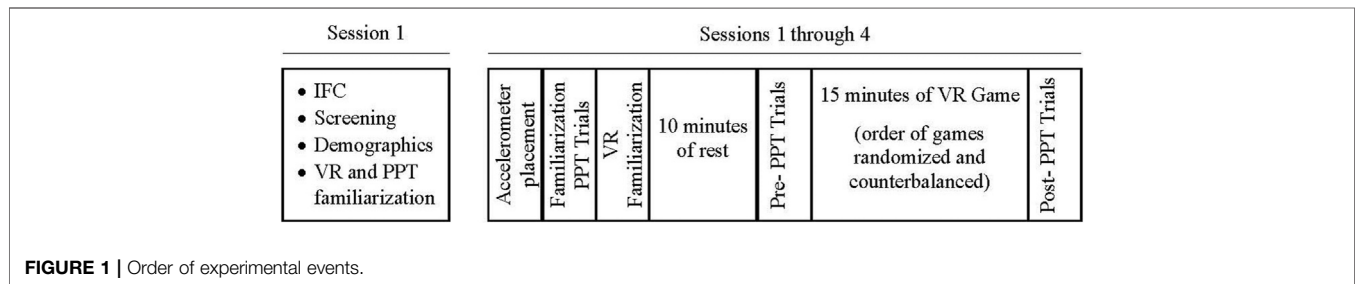 Session 1
Sessions 1 through 4
• IFC
• Screening
• Demographics
• VR and PPT
familiarization
Accelerometer
placement
Familiarization
PPT Trials
VR
Familiarization
10 minutes
of rest
Pre- PPT Trials
15 minutes of VR Game
(order of games
randomized and
counterbalanced)
Post- PPT Trials
FIGURE 1 | Order of experimental events.